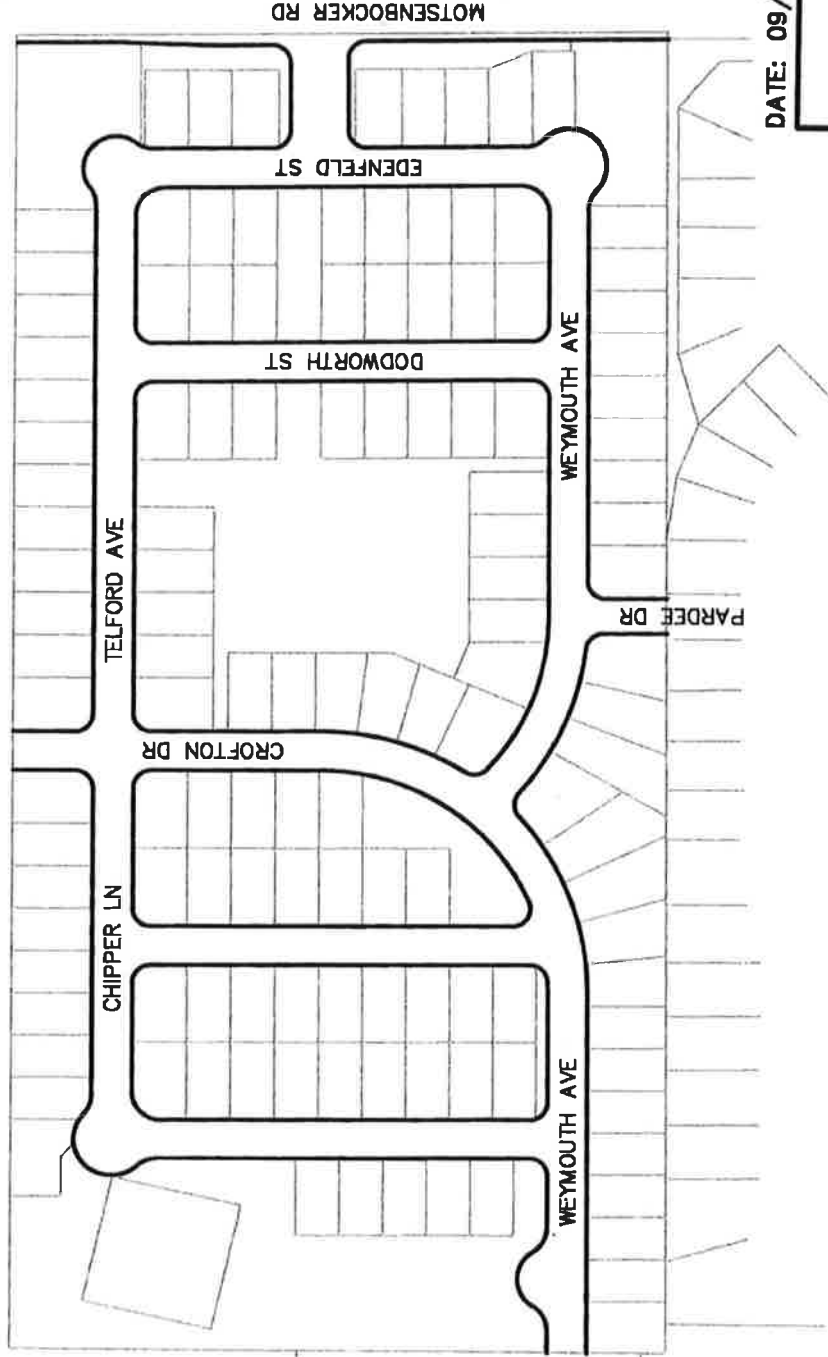 MOTSENBOCKER RD
EDENFELD ST
DODWORTH ST
WEYMOUTH AVE
TELFORD AVE
PARDEE DR
CROFTON DR
CHIPPER LN
WEYMOUTH AVE
DATE: 09/